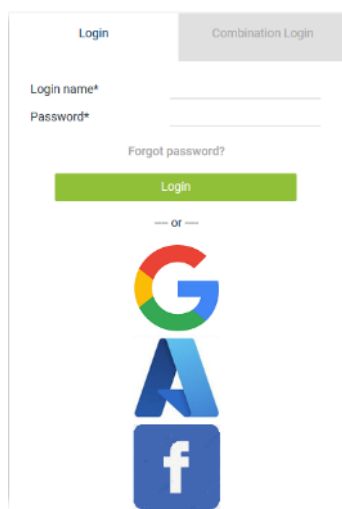 Login
Combination Login
Login name*
Password*
Forgot password?
Login
— or —